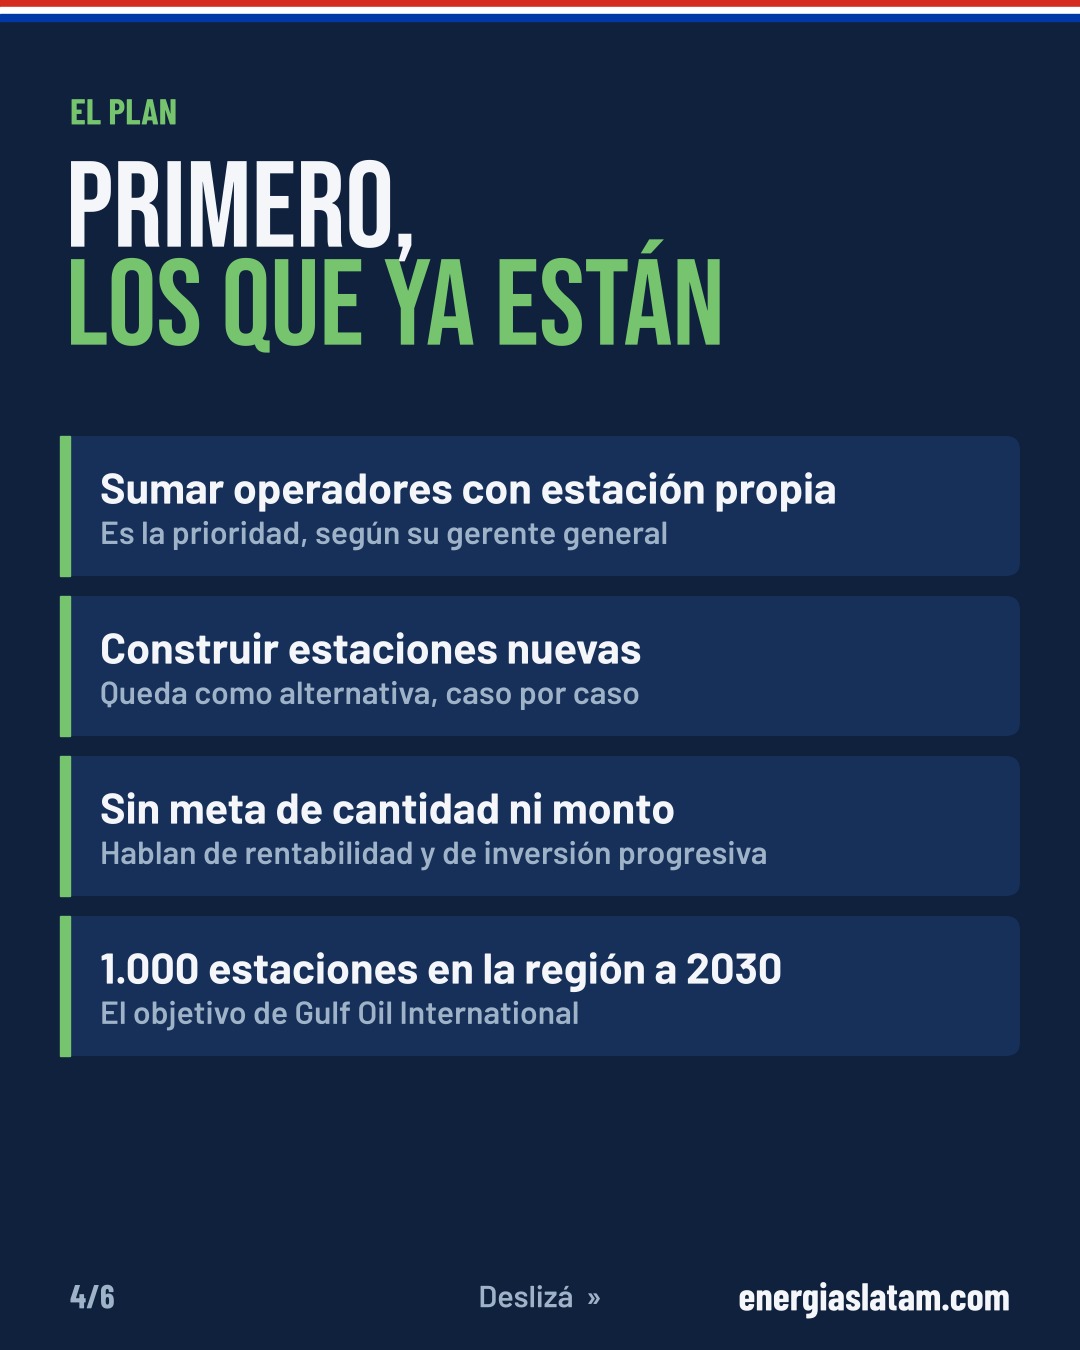 EL PLAN
PRIMERO,
LOS QUE YA ESTÁN
Sumar operadores con estación propia
Es la prioridad, según su gerente general
Construir estaciones nuevas
Queda como alternativa, caso por caso
Sin meta de cantidad ni monto
Hablan de rentabilidad y de inversión progresiva
1.000 estaciones en la región a 2030
El objetivo de Gulf Oil International
4/6
Deslizá »
energiaslatam.com